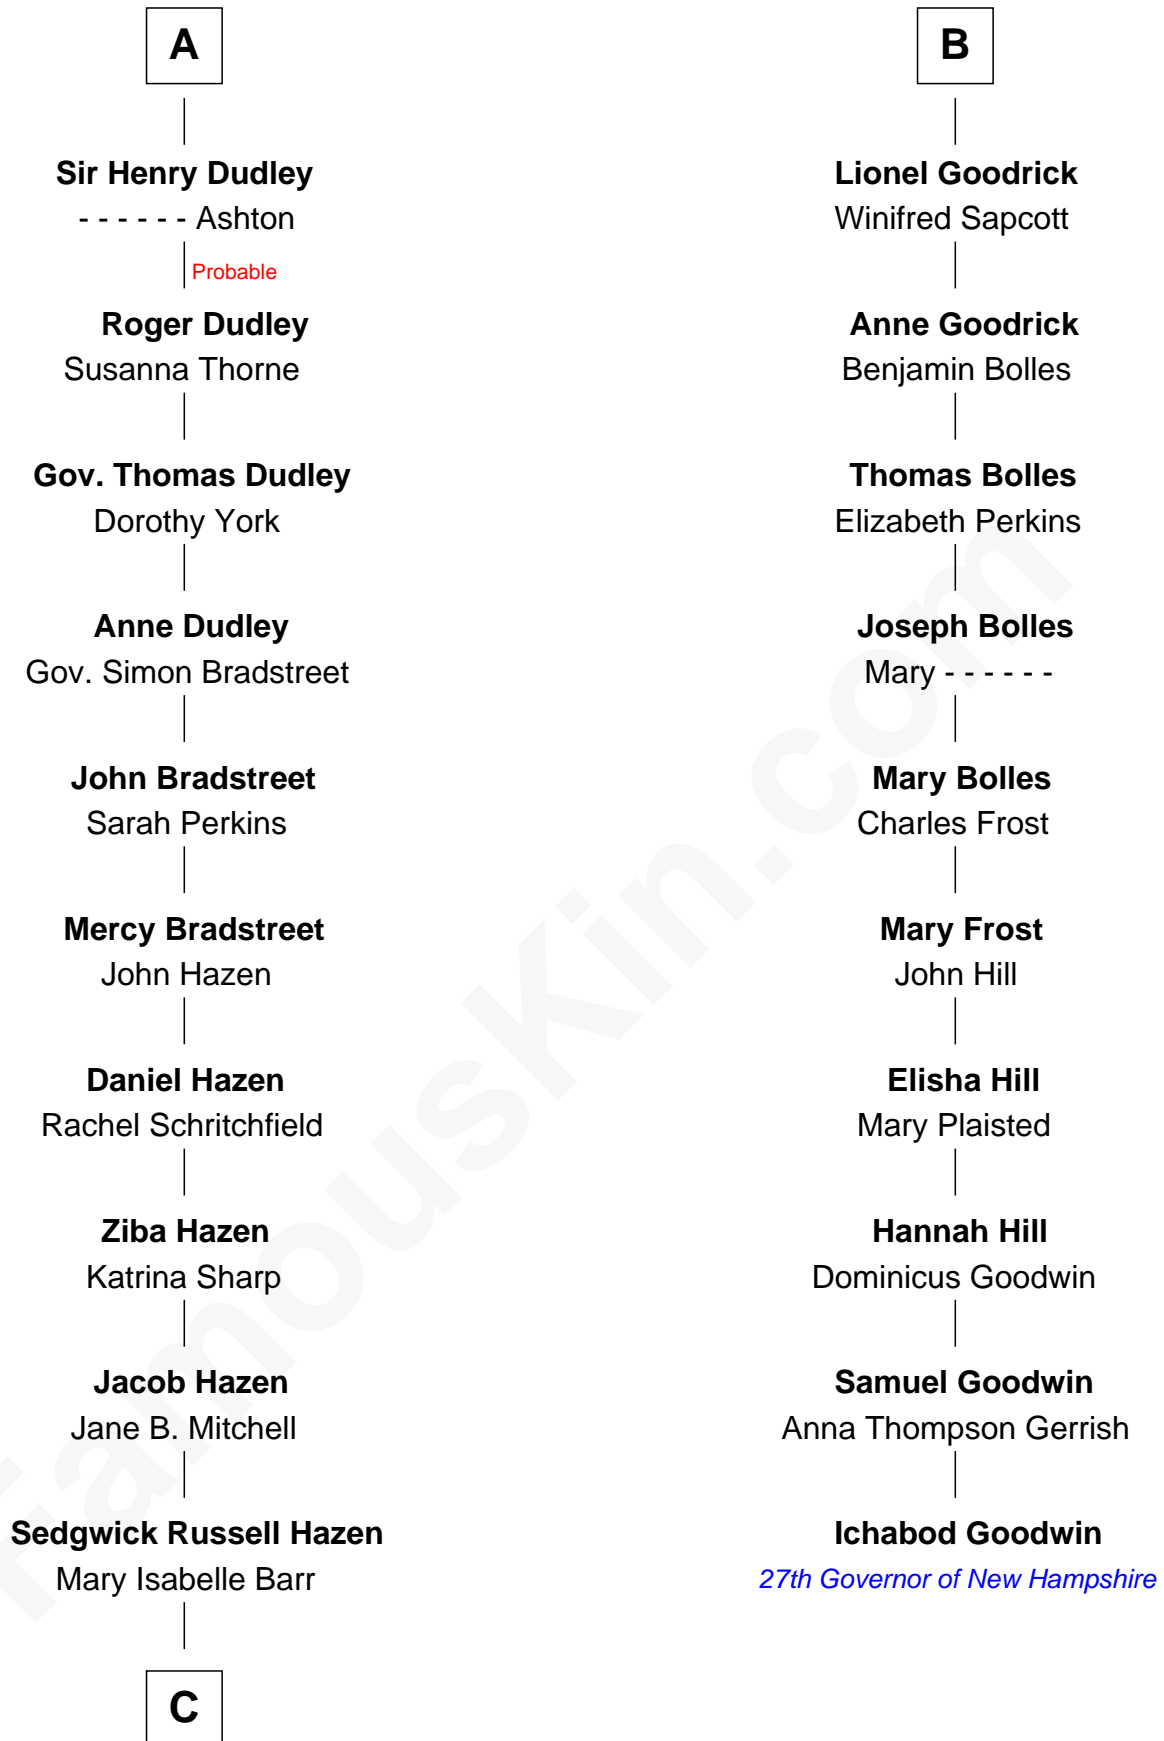 A
Sir Henry Dudley
- - - - - - Ashton
Probable
Roger Dudley
Susanna Thorne
Gov. Thomas Dudley
Dorothy York
Anne Dudley
Gov. Simon Bradstreet
John Bradstreet
Sarah Perkins
Mercy Bradstreet
John Hazen
Daniel Hazen
Rachel Schritchfield
Ziba Hazen
Katrina Sharp
Jacob Hazen
Jane B. Mitchell
Sedgwick Russell Hazen
Mary Isabelle Barr
C
B
Lionel Goodrick
Winifred Sapcott
Anne Goodrick
Benjamin Bolles
Thomas Bolles
Elizabeth Perkins
Joseph Bolles
Mary - - - - - -
Mary Bolles
Charles Frost
Mary Frost
John Hill
Elisha Hill
Mary Plaisted
Hannah Hill
Dominicus Goodwin
Samuel Goodwin
Anna Thompson Gerrish
Ichabod Goodwin
27th Governor of New Hampshire
FamousKin.com